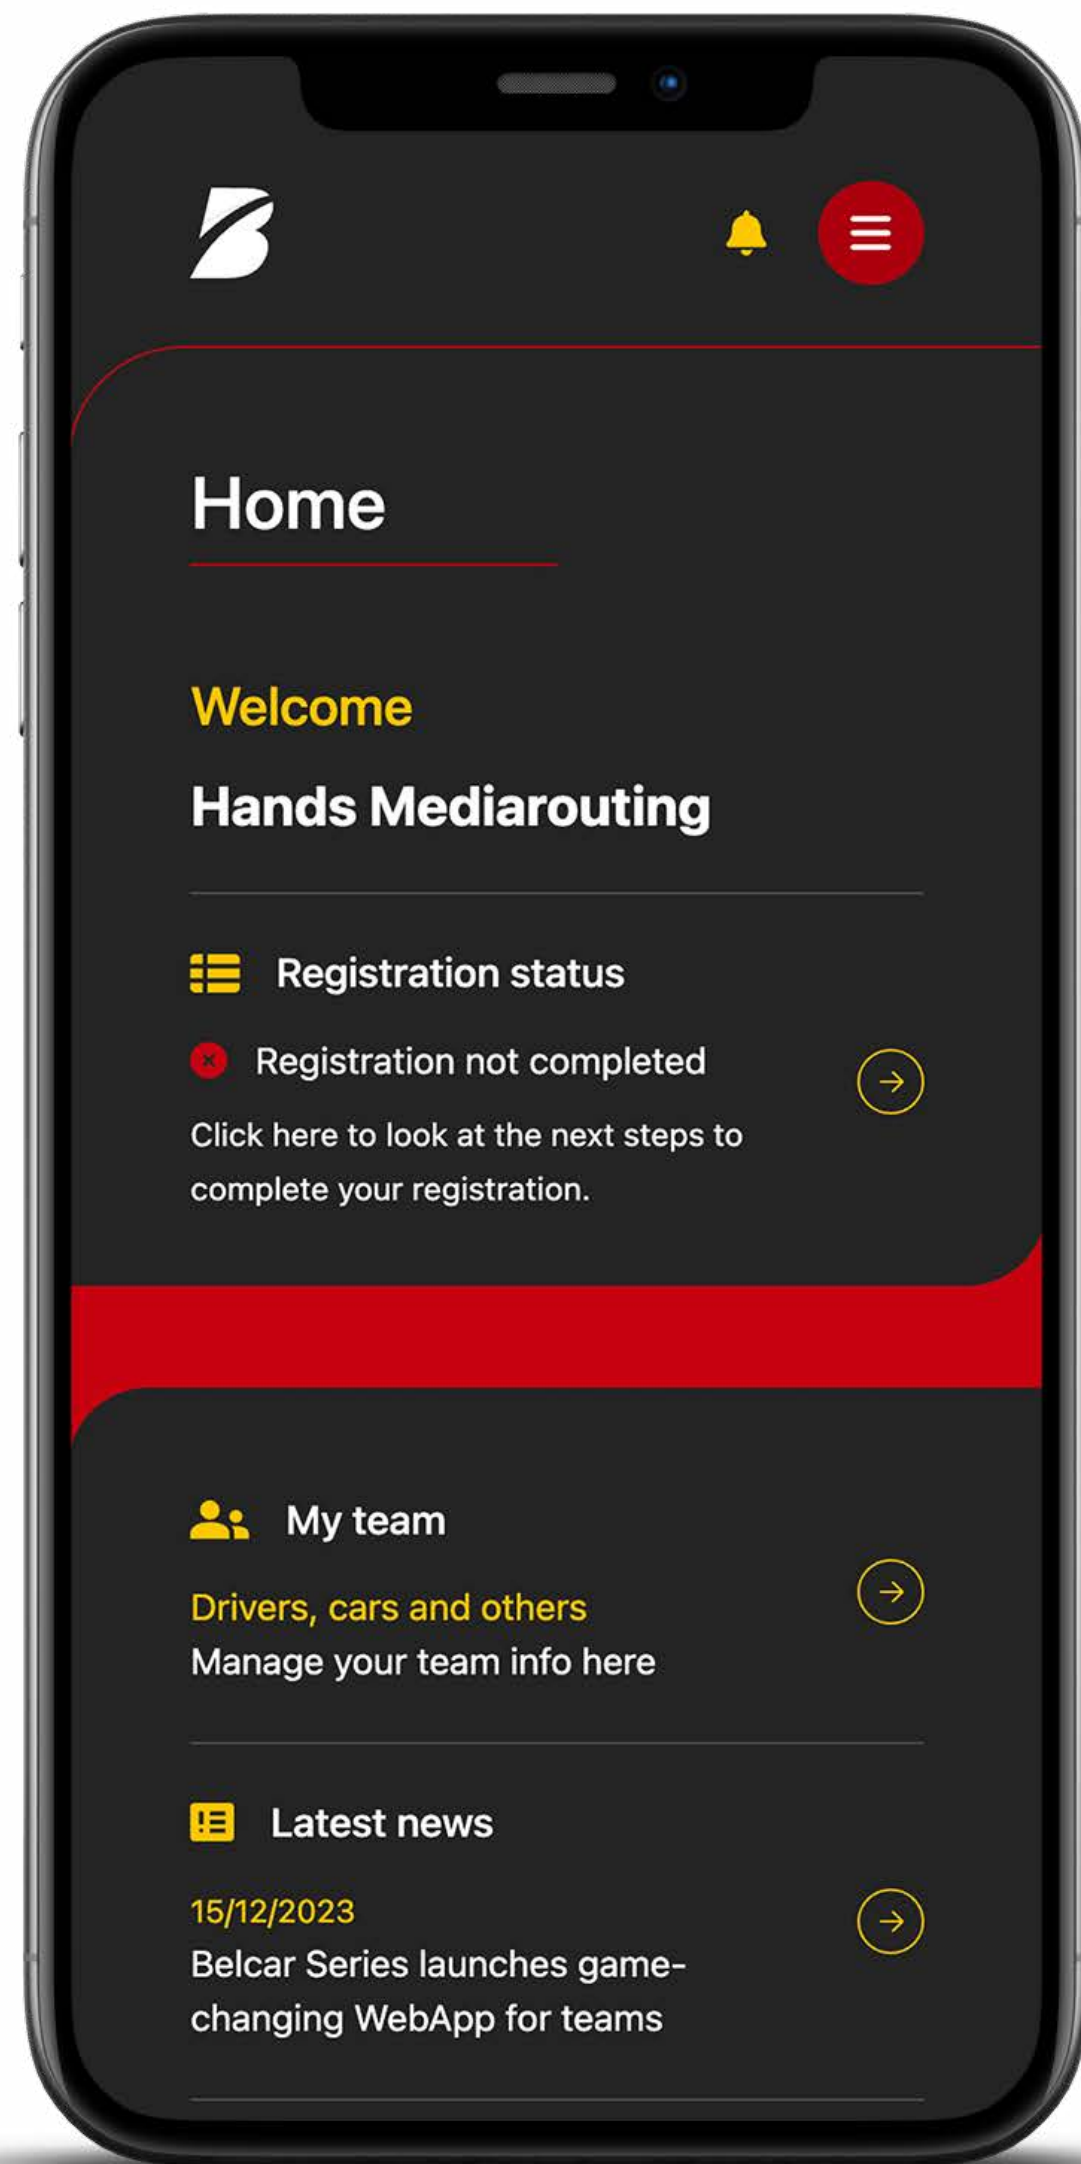 B
Home
Welcome
Hands Mediarouting
Registration status
Registration not completed
Click here to look at the next steps to
complete your registration.
My team
Drivers, cars and others
Manage your team info here
Latest news
15/12/2023
Belcar Series launches game-
changing WebApp for teams